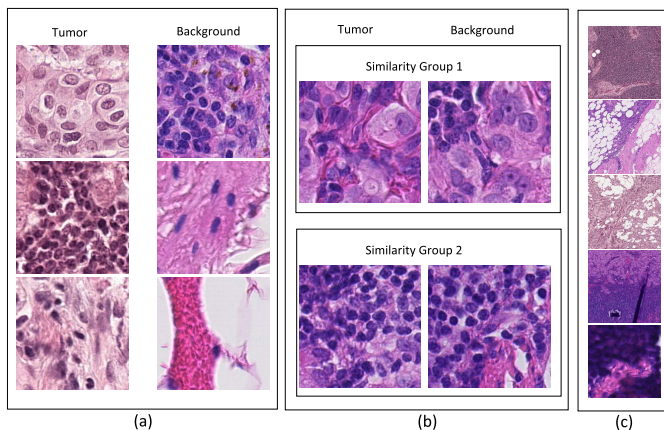 Tumor Background
Tumor Background
Similarity Group 1
Similarity Group 2
(a) (b) (c)